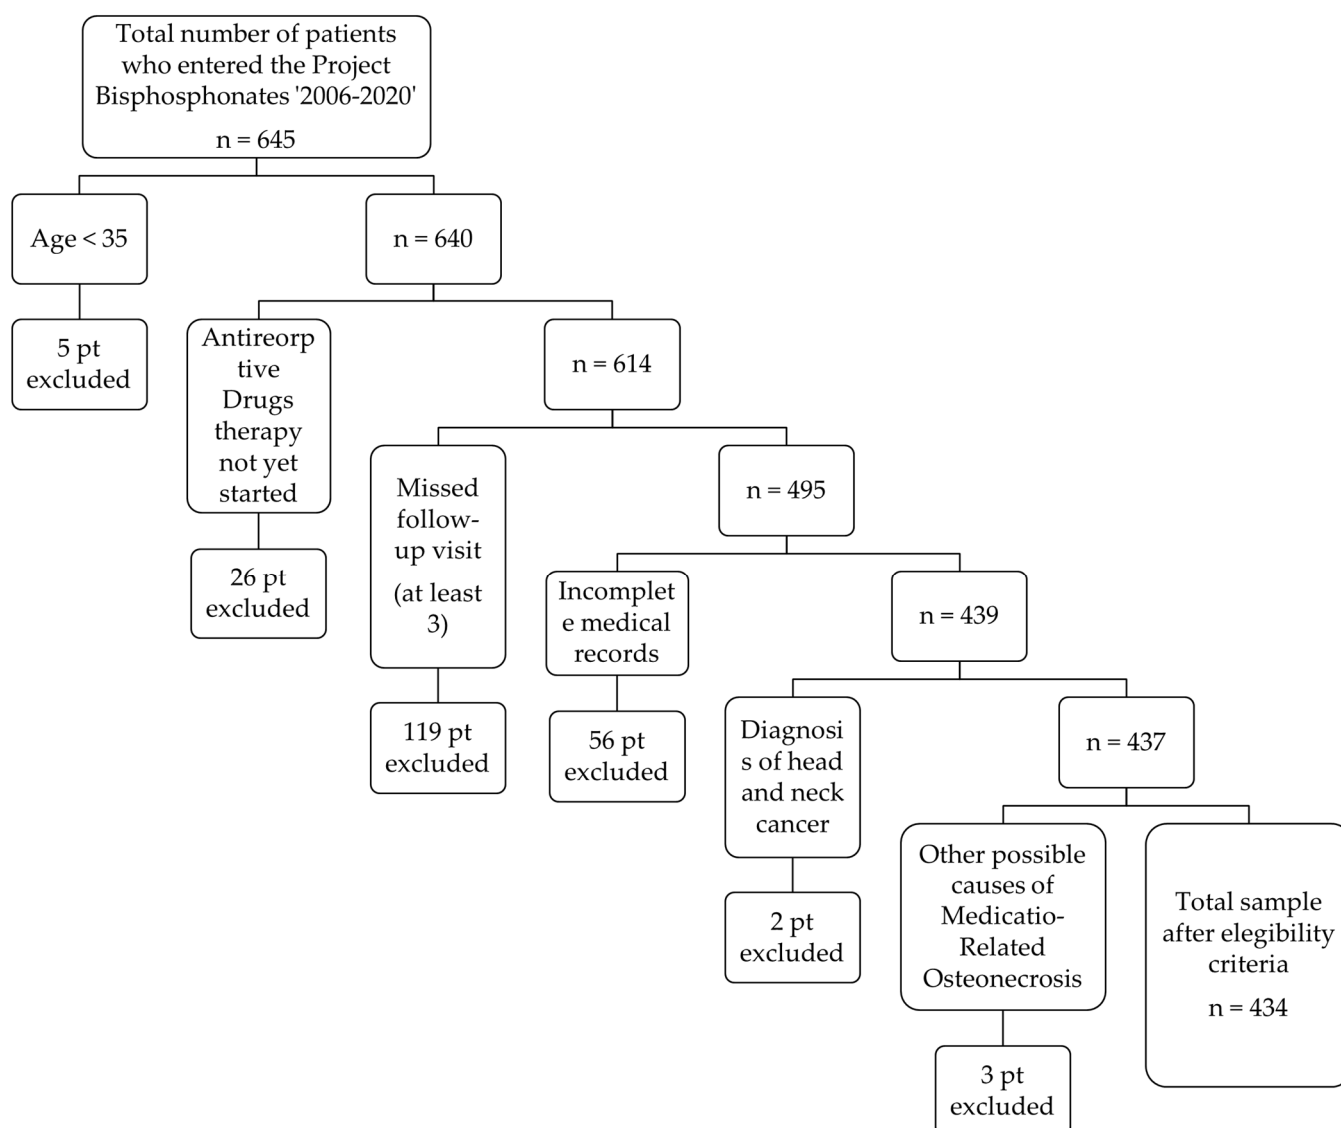 Total number of patients
who entered the Project
Bisphosphonates '2006-2020'
n = 645
Age < 35
n = 640
5 pt
excluded
Antireorp
tive
Drugs
therapy
not yet
started
n = 614
26 pt
excluded
Missed
follow-
up visit
(at least
3)
n = 495
119 pt
excluded
Incomplet
e medical
records
n = 439
56 pt
excluded
Diagnosi
s of head
and neck
cancer
n = 437
2 pt
excluded
Other possible
causes of
Medicatio-
Related
Osteonecrosis
Total sample
after elegibility
criteria
n = 434
3 pt
excluded